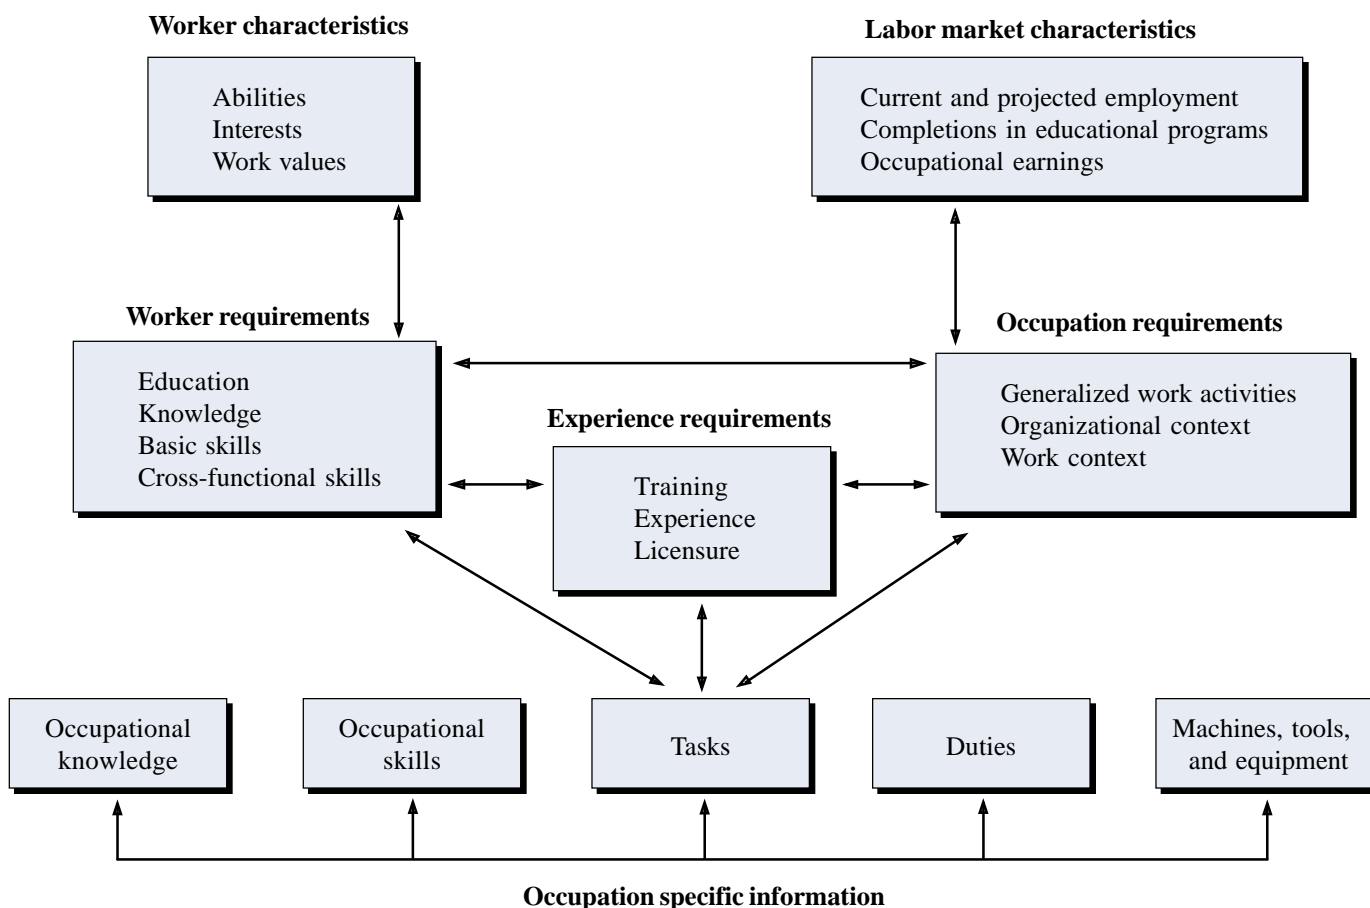 Worker characteristics
Abilities
Interests
Work values
Labor market characteristics
Current and projected employment
Completions in educational programs
Occupational earnings
Worker requirements
Education
Knowledge
Basic skills
Cross-functional skills
Experience requirements
Training
Experience
Licensure
Occupation requirements
Generalized work activities
Organizational context
Work context
Occupational
knowledge
Occupational
skills
Tasks
Duties
Machines, tools,
and equipment
Occupation specific information